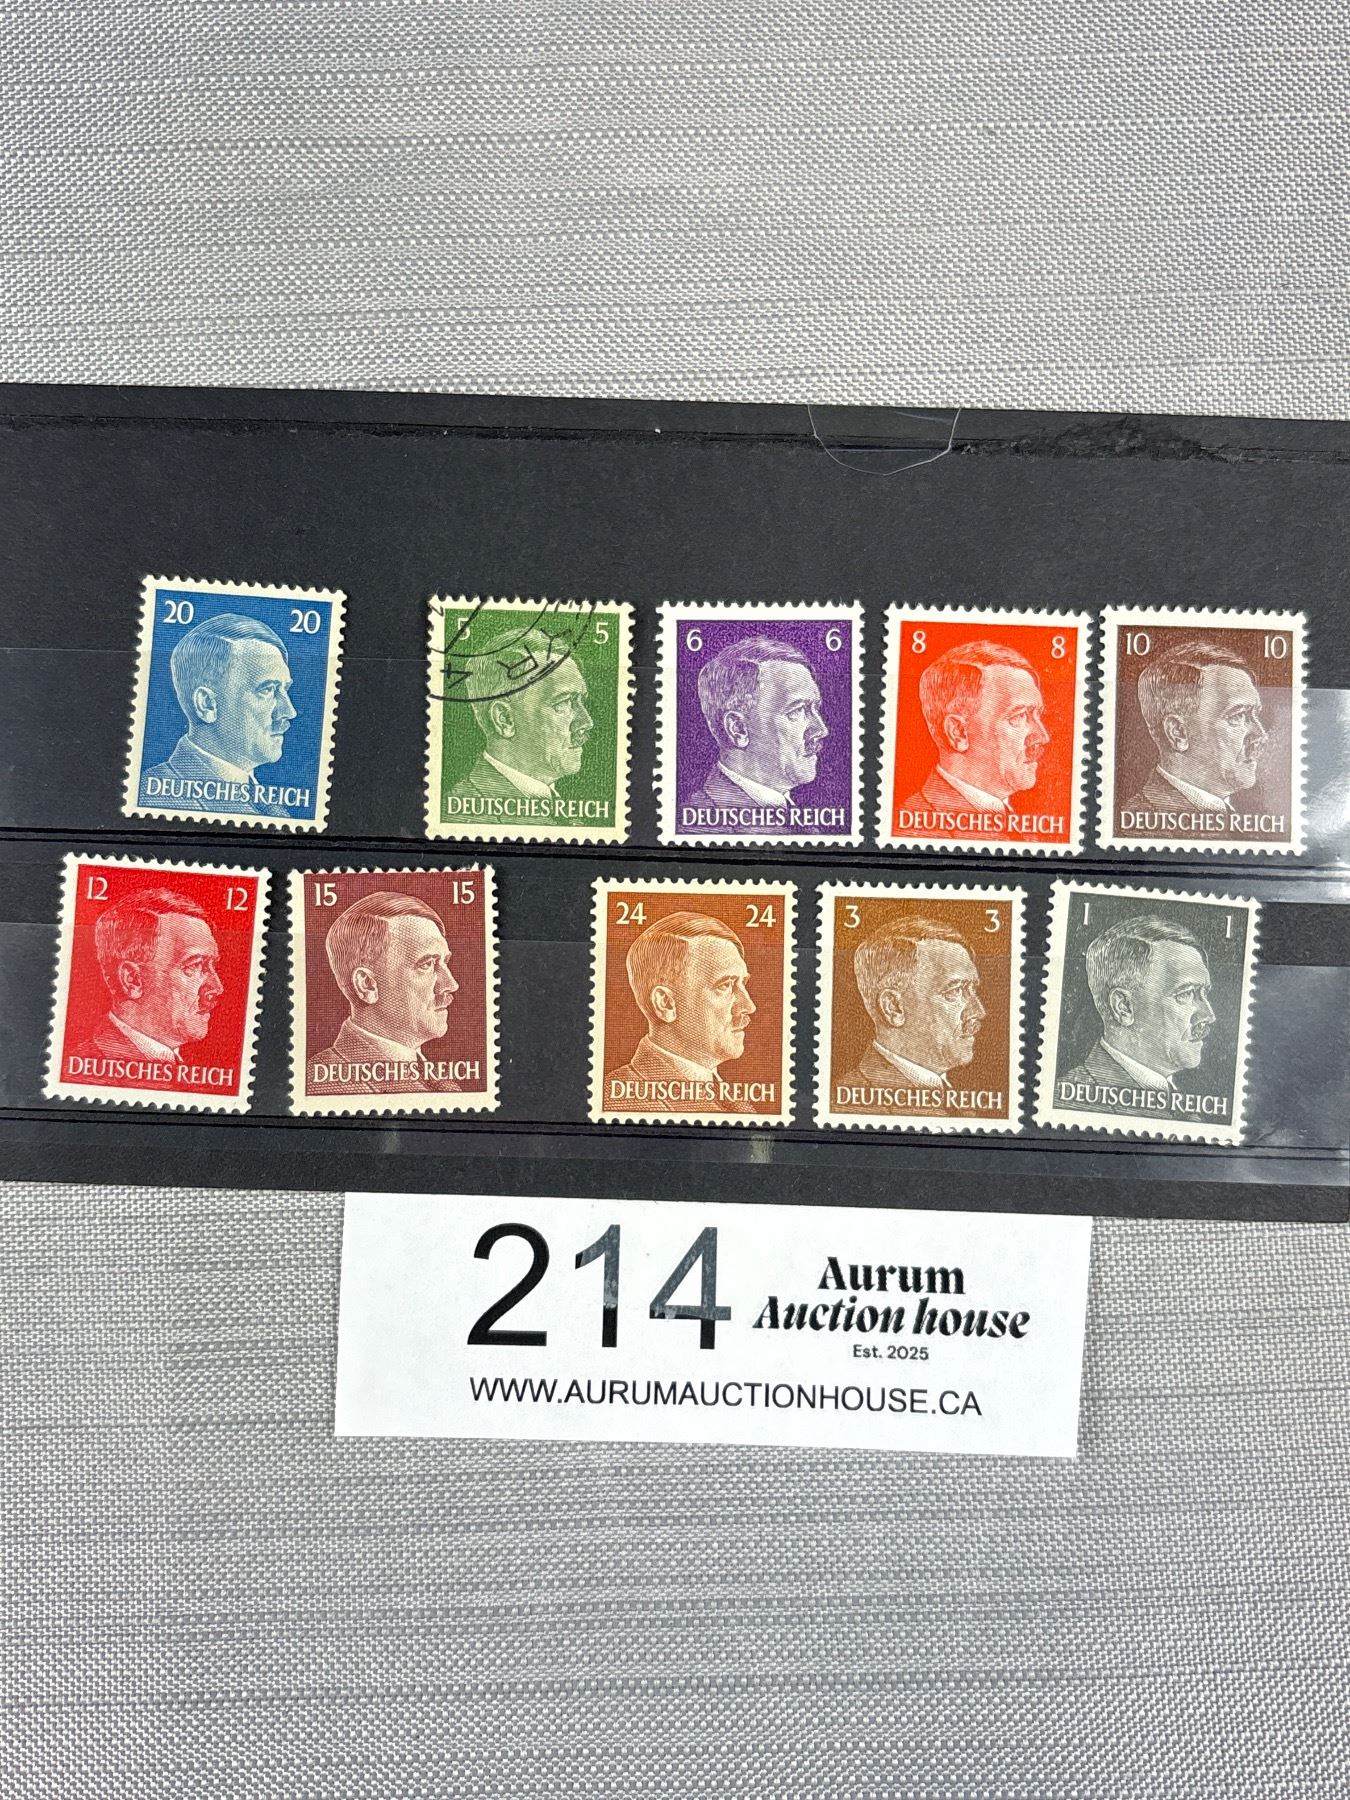 20 20
DEUTSCHES REICH
5 5
DEUTSCHES REICH
6 6
DEUTSCHES REICH
8 8
DEUTSCHES REICH
10 10
DEUTSCHES REICH
12 12
DEUTSCHES REICH
15 15
DEUTSCHES REICH
24 24
DEUTSCHES REICH
3 3
DEUTSCHES REICH
1 1
DEUTSCHES REICH
214
Aurum
Auction house
Est. 2025
WWW.AURUMAUCTIONHOUSE.CA